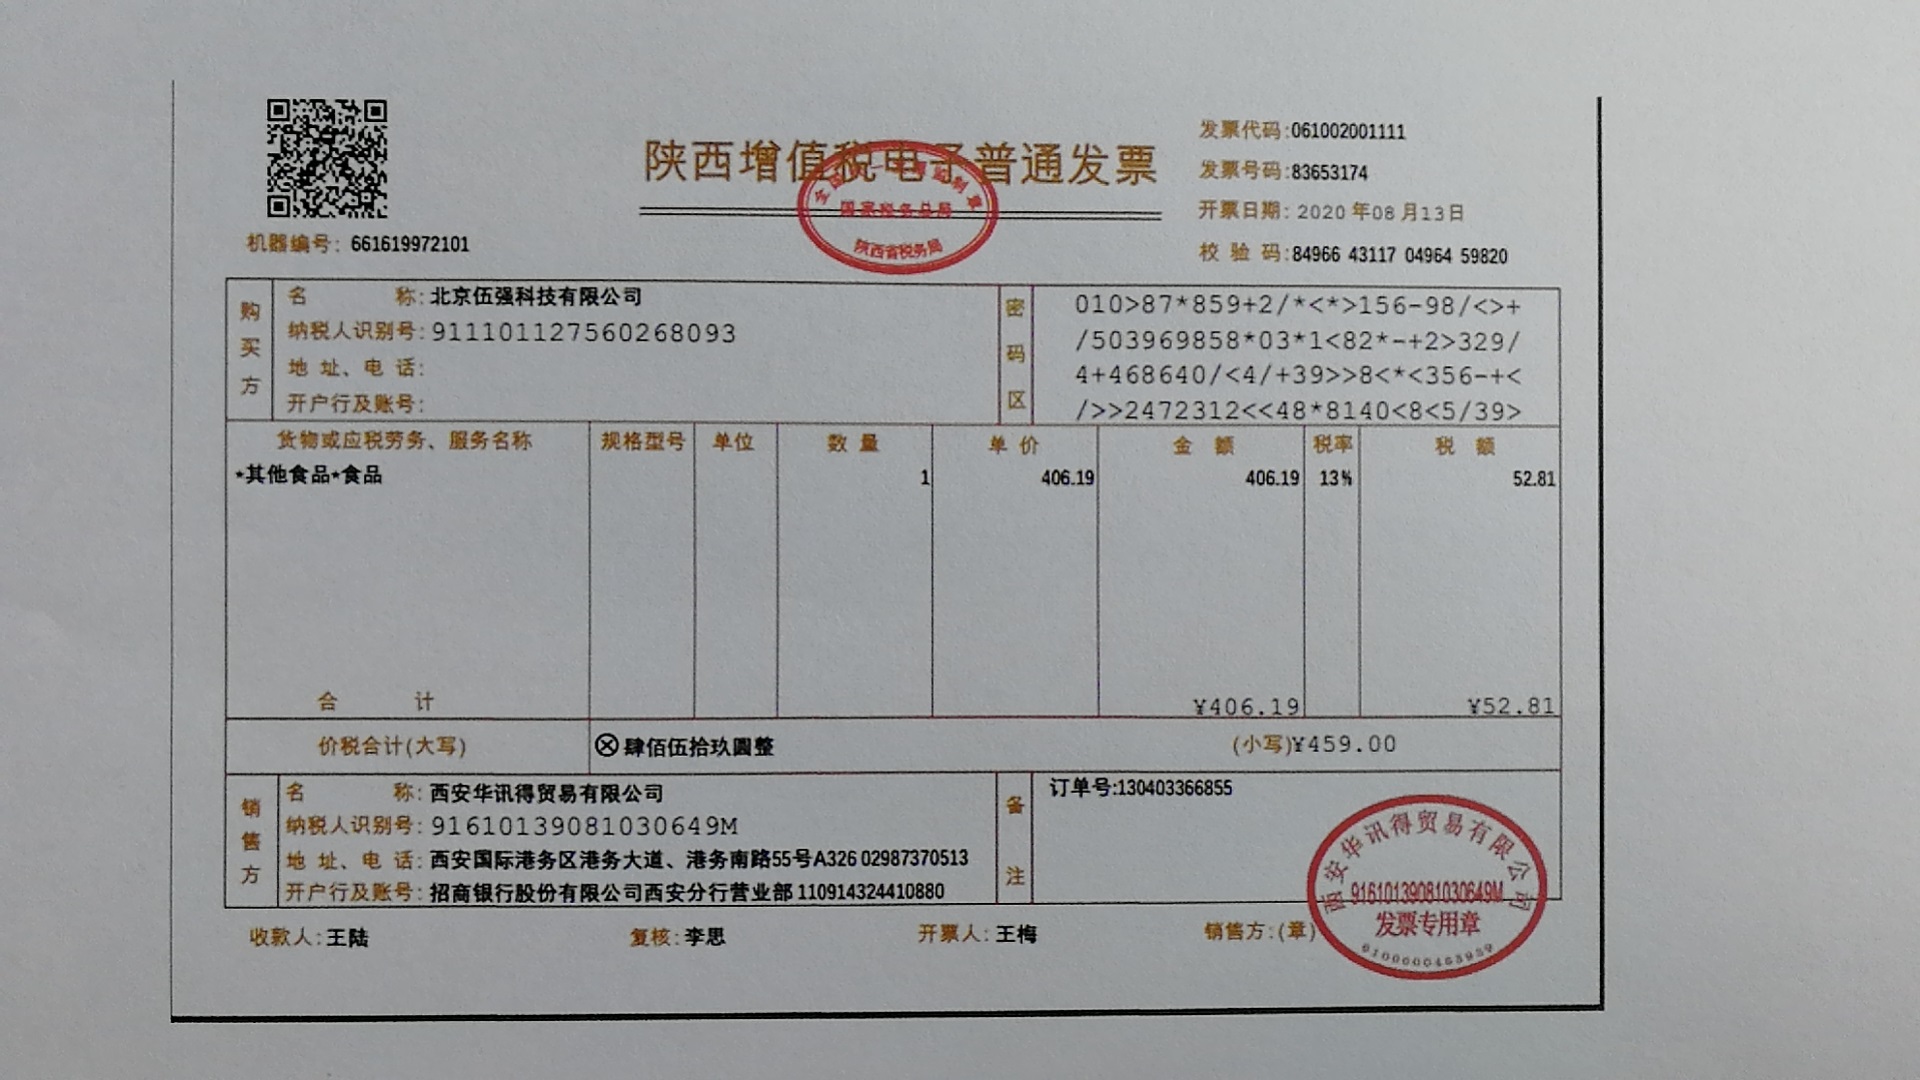 陕西增值税电子普通发票
国家税务总局
陕西省税务局
发票代码:061002001111
发票号码:83653174
开票日期: 2020 年08 月13日
机器编号: 661619972101
校 验 码:84966 43117 04964 59820
购买方
名 称: 北京伍强科技有限公司
纳税人识别号: 911101127560268093
地 址、电 话:
开户行及账号:
密码区
010>87*859+2/*<*>156-98/<>+
/503969858*03*1<82*-+2>329/
4+468640/<4/+39>>8<*<356-+<
/>>2472312<<48*8140<8<5/39>
货物或应税劳务、服务名称 规格型号 单位 数 量 单 价 金 额 税率 税 额
*其他食品*食品 1 406.19 406.19 13% 52.81
合 计 ¥406.19 ¥52.81
价税合计(大写) ⊗肆佰伍拾玖圆整 (小写)¥459.00
销售方
名 称: 西安华讯得贸易有限公司
纳税人识别号: 91610139081030649M
地 址、电 话: 西安国际港务区港务大道、港务南路55号A326 02987370513
开户行及账号: 招商银行股份有限公司西安分行营业部 110914324410880
备注
订单号:130403366855
收款人: 王陆 复核: 李思 开票人: 王梅 销售方:(章)
西安华讯得贸易有限公司
91610139081030649M
发票专用章